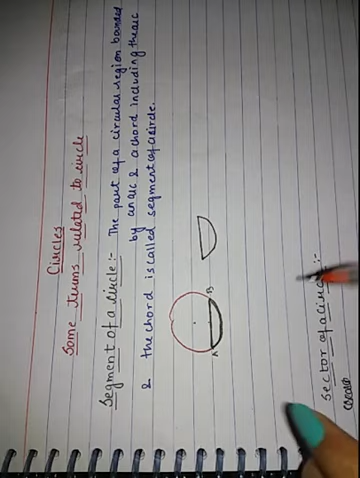 Circles
Some terms related to circle
Segment of a circle:- The part of a circular region bounded
by an arc & a chord including the arc
& the chord is called segment of a circle.
A B
Sector of a circle:-